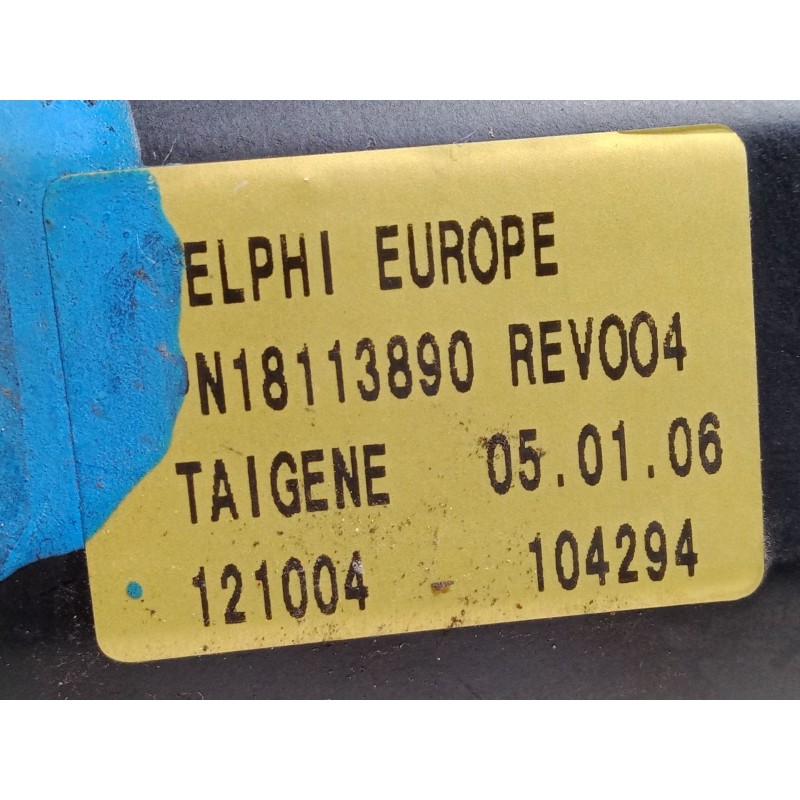 ELPHI EUROPE
N18113890 REV004
TAIGENE 05.01.06
121004 - 104294